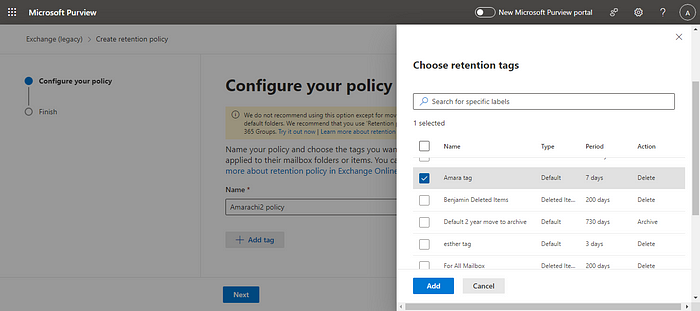 Microsoft Purview
New Microsoft Purview portal
?
A
Exchange (legacy) > Create retention policy
Configure your policy
Finish
Configure your policy
We do not recommend using this option except for mov
default folders. We recommend that you use 'Retention
365 Groups. Try it out now | Learn more about retention
Name your policy and choose the tags you want
applied to their mailbox folders or items. You ca
more about retention policy in Exchange Online
Name *
Amarachi2 policy
+ Add tag
Next
Choose retention tags
Search for specific labels
1 selected
Name Type Period Action
Amara tag Default 7 days Delete
Benjamin Deleted Items Deleted Ite... 200 days Delete
Default 2 year move to archive Default 730 days Archive
esther tag Default 3 days Delete
For All Mailbox Deleted Ite... 200 days Delete
Add
Cancel